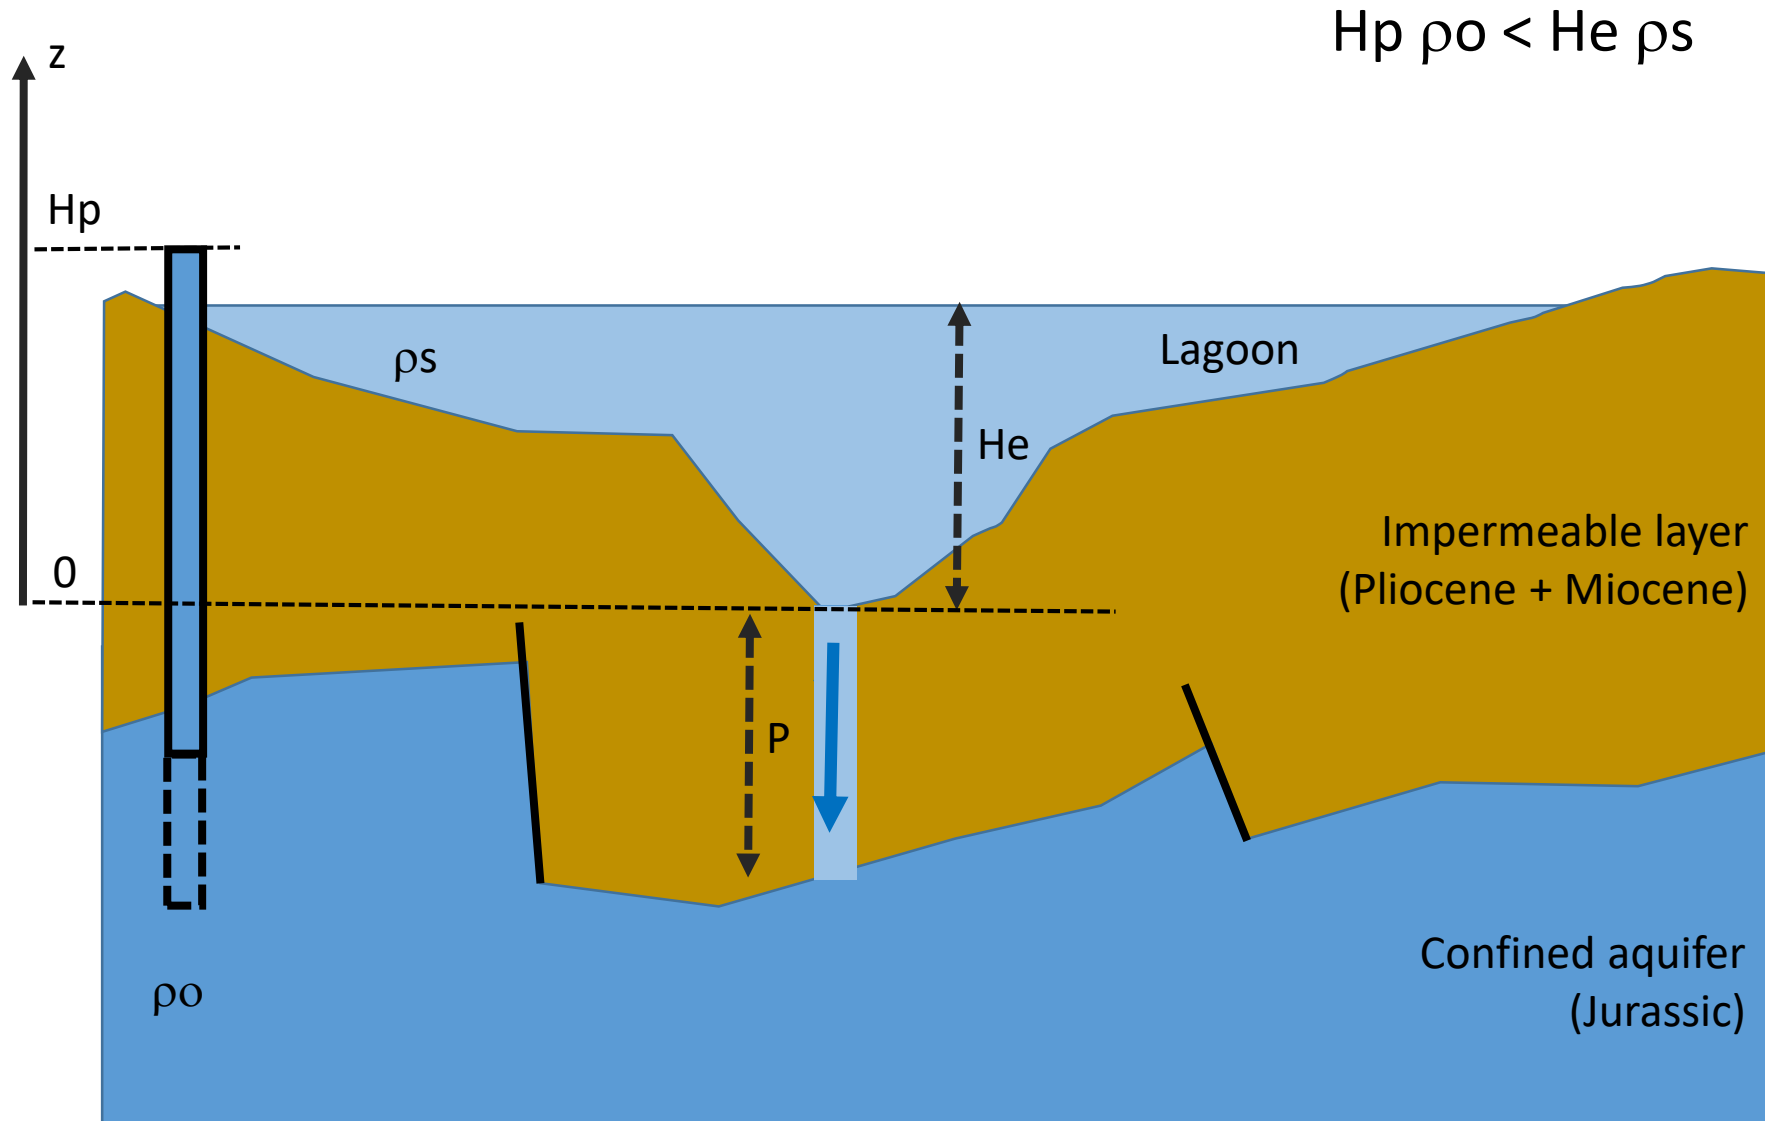 Hp ρo < He ρs
z
Hp
ρs
Lagoon
He
Impermeable layer
(Pliocene + Miocene)
0
P
Confined aquifer
(Jurassic)
ρo